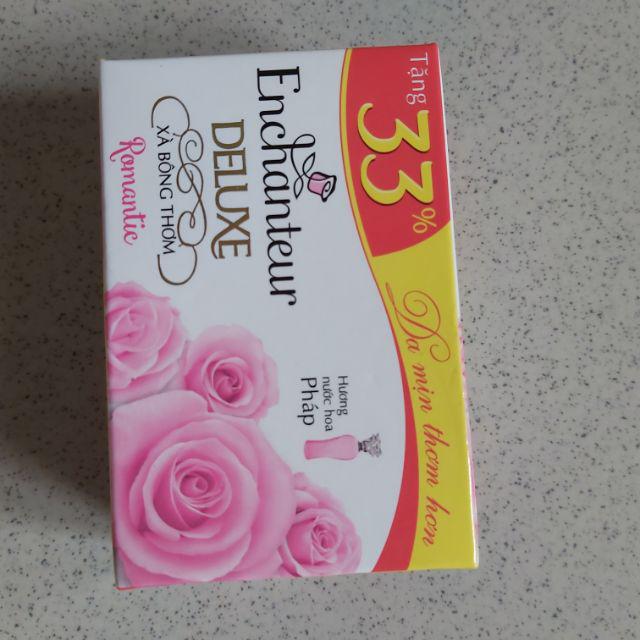 Tặng
33%
Da mịn thơm hơn
Enchanteur
DELUXE
XÀ BÔNG THƠM
Romantic
Hương
nước hoa
Pháp